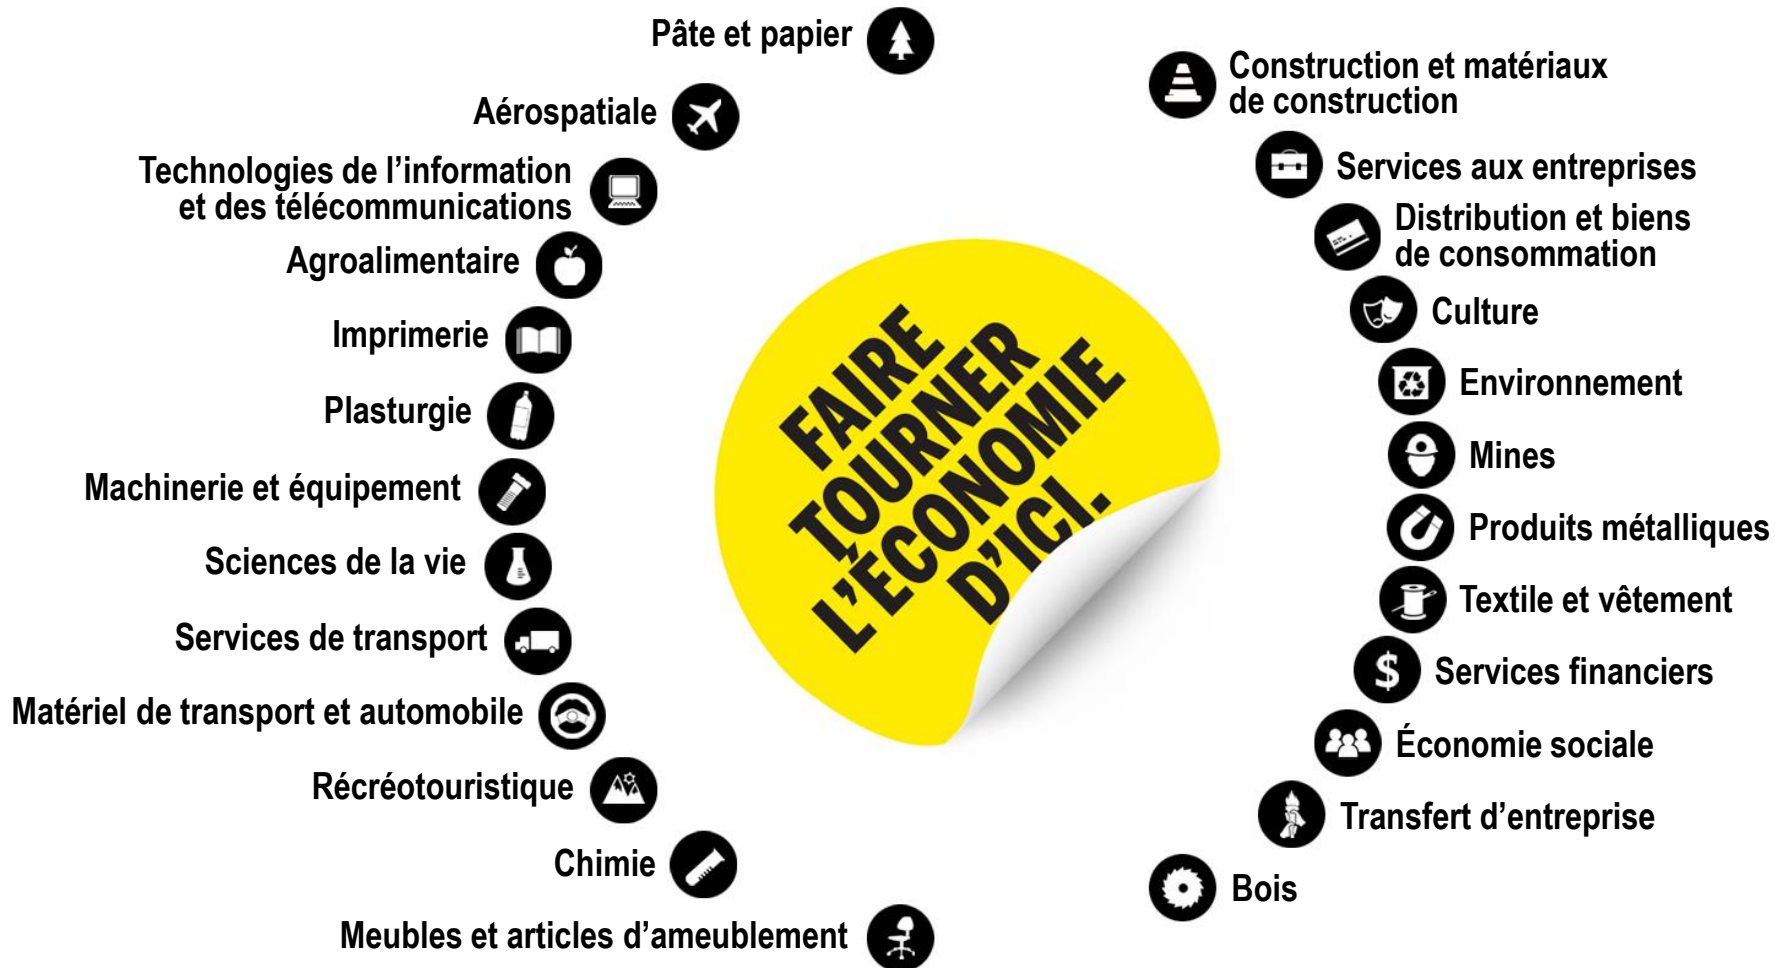 Pâte et papier
Aérospatiale
Technologies de l’information
et des télécommunications
Agroalimentaire
Imprimerie
Plasturgie
Machinerie et équipement
Sciences de la vie
Services de transport
Matériel de transport et automobile
Récréotouristique
Chimie
Meubles et articles d’ameublement
FAIRE
TOURNER
L’ÉCONOMIE
D’ICI.
Construction et matériaux
de construction
Services aux entreprises
Distribution et biens
de consommation
Culture
Environnement
Mines
Produits métalliques
Textile et vêtement
$
Services financiers
Économie sociale
Transfert d’entreprise
Bois